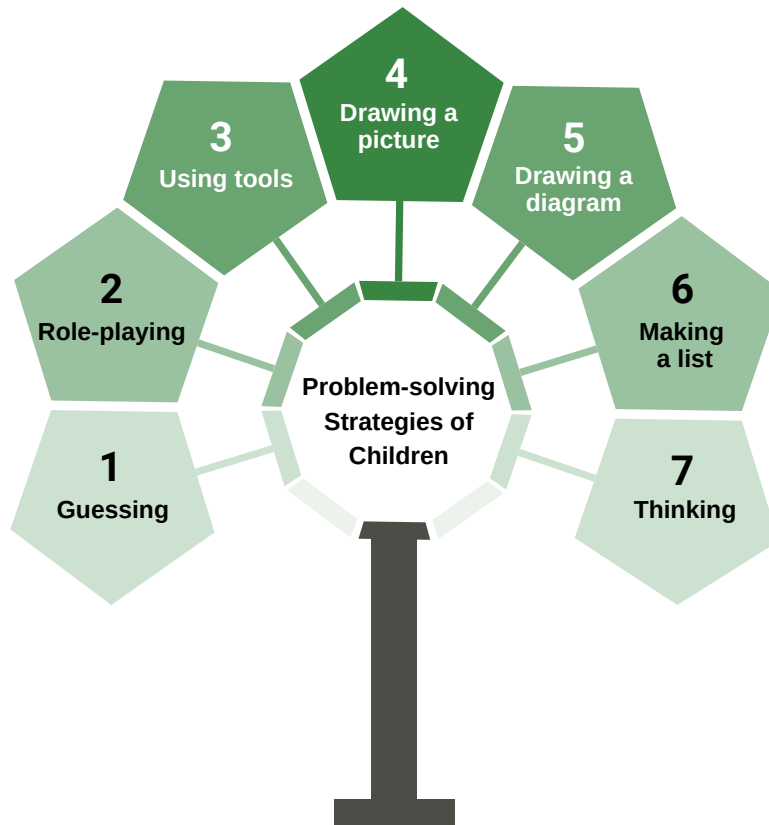 4
Drawing a
picture
3
Using tools
5
Drawing a
diagram
2
Role-playing
6
Making
a list
Problem-solving
Strategies of
Children
1
Guessing
7
Thinking